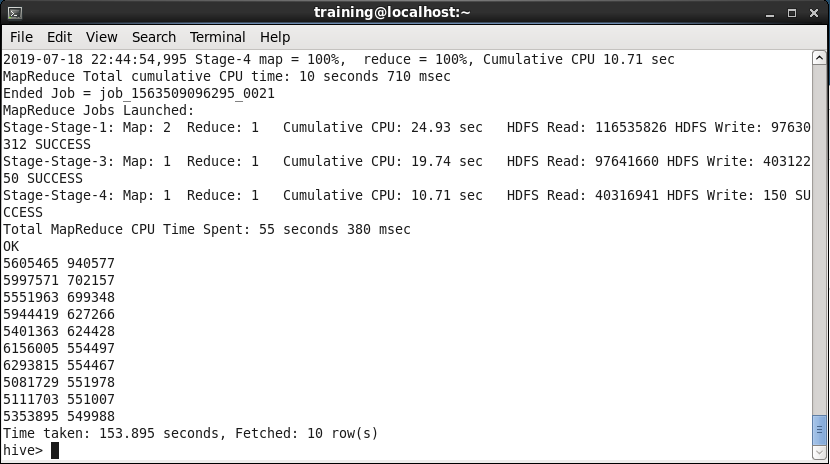 training@localhost:~
File Edit View Search Terminal Help
2019-07-18 22:44:54,995 Stage-4 map = 100%,  reduce = 100%, Cumulative CPU 10.71 sec
MapReduce Total cumulative CPU time: 10 seconds 710 msec
Ended Job = job_1563509096295_0021
MapReduce Jobs Launched:
Stage-Stage-1: Map: 2  Reduce: 1   Cumulative CPU: 24.93 sec   HDFS Read: 116535826 HDFS Write: 97630
312 SUCCESS
Stage-Stage-3: Map: 1  Reduce: 1   Cumulative CPU: 19.74 sec   HDFS Read: 97641660 HDFS Write: 403122
50 SUCCESS
Stage-Stage-4: Map: 1  Reduce: 1   Cumulative CPU: 10.71 sec   HDFS Read: 40316941 HDFS Write: 150 SU
CCESS
Total MapReduce CPU Time Spent: 55 seconds 380 msec
OK
5605465 940577
5997571 702157
5551963 699348
5944419 627266
5401363 624428
6156005 554497
6293815 554467
5081729 551978
5111703 551007
5353895 549988
Time taken: 153.895 seconds, Fetched: 10 row(s)
hive>